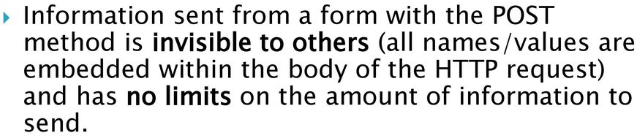 Information sent from a form with the POST
method is invisible to others (all names/values are
embedded within the body of the HTTP request)
and has no limits on the amount of information to
send.